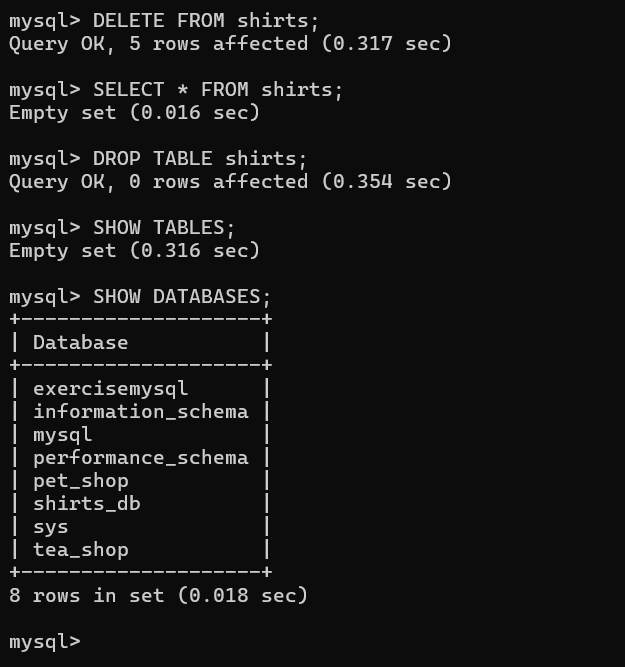 mysql> DELETE FROM shirts;
Query OK, 5 rows affected (0.317 sec)
mysql> SELECT * FROM shirts;
Empty set (0.016 sec)
mysql> DROP TABLE shirts;
Query OK, 0 rows affected (0.354 sec)
mysql> SHOW TABLES;
Empty set (0.316 sec)
mysql> SHOW DATABASES;
+--------------------+
| Database           |
+--------------------+
| exercisemysql      |
| information_schema |
| mysql              |
| performance_schema |
| pet_shop           |
| shirts_db          |
| sys                |
| tea_shop           |
+--------------------+
8 rows in set (0.018 sec)
mysql>